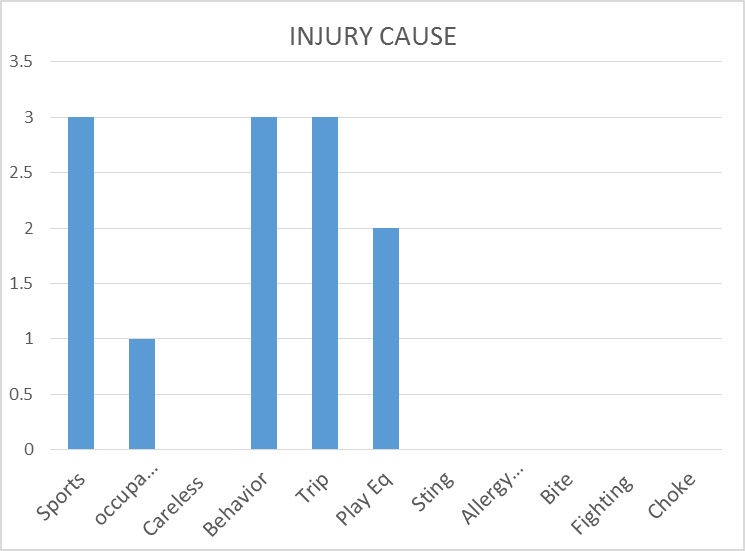 INJURY CAUSE
3.5
3
2.5
2
1.5
1
0.5
0
Sports
occupa...
Careless
Behavior
Trip
Play Eq
Sting
Allergy...
Bite
Fighting
Choke